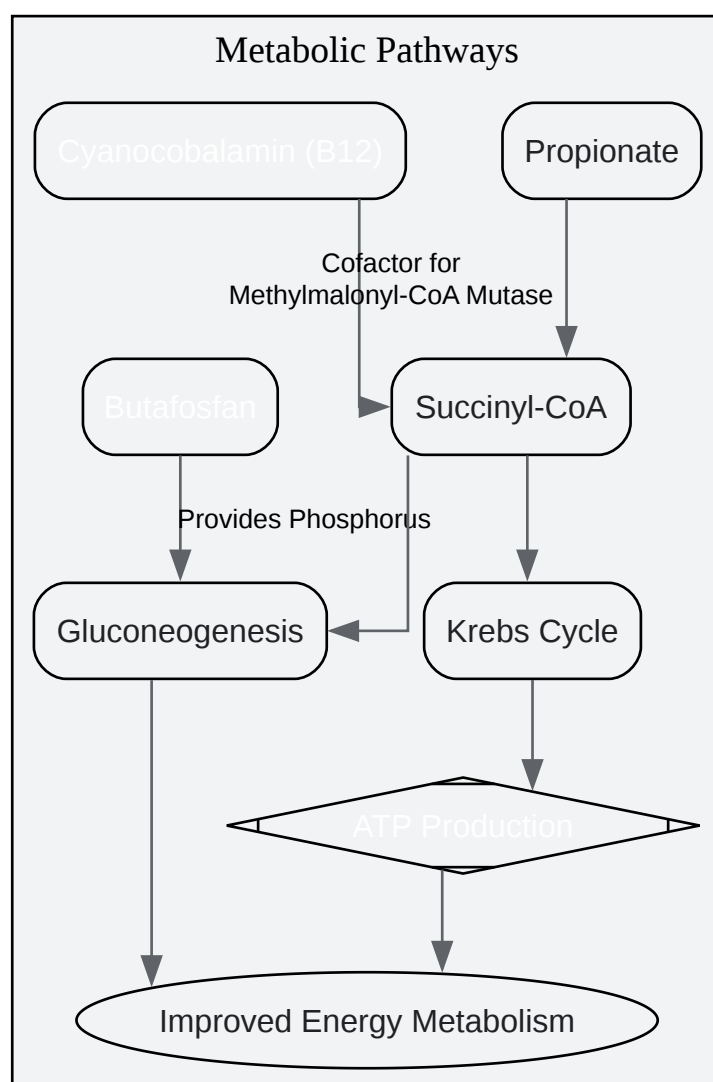 Metabolic Pathways
Cyanocobalamin (B12)
Propionate
Cofactor for
Methylmalonyl-CoA Mutase
Butafosfan
Succinyl-CoA
Provides Phosphorus
Gluconeogenesis
Krebs Cycle
ATP Production
Improved Energy Metabolism